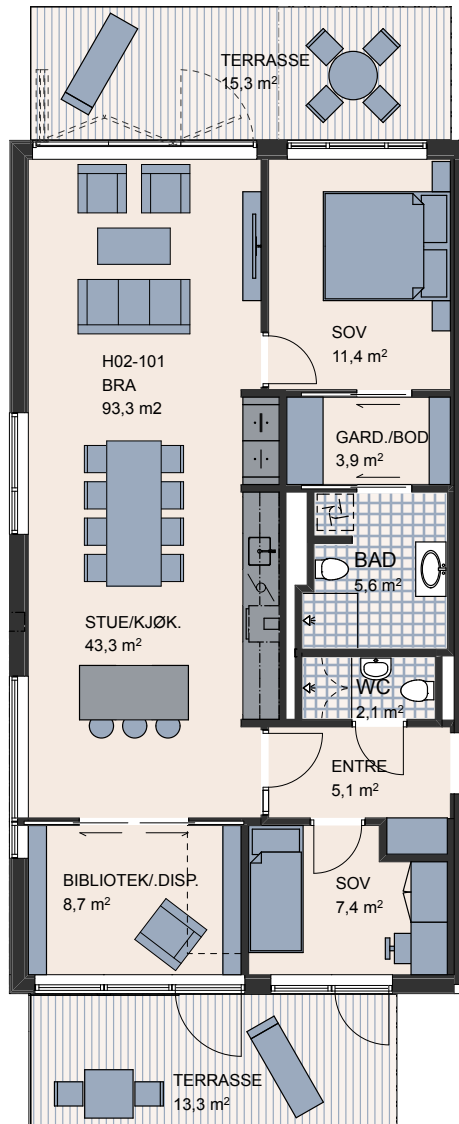 TERRASSE
15,3 m²
SOV
11,4 m²
H02-101
BRA
93,3 m2
GARD./BOD
3,9 m²
BAD
5,6 m²
STUE/KJØK.
43,3 m²
WC
2,1 m²
ENTRE
5,1 m²
BIBLIOTEK/.DISP.
8,7 m²
SOV
7,4 m²
TERRASSE
13,3 m²